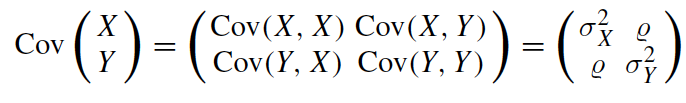 Cov (X Y) = (Cov(X, X) Cov(X, Y) Cov(Y, X) Cov(Y, Y)) = (σ²_X ϱ ϱ σ²_Y)